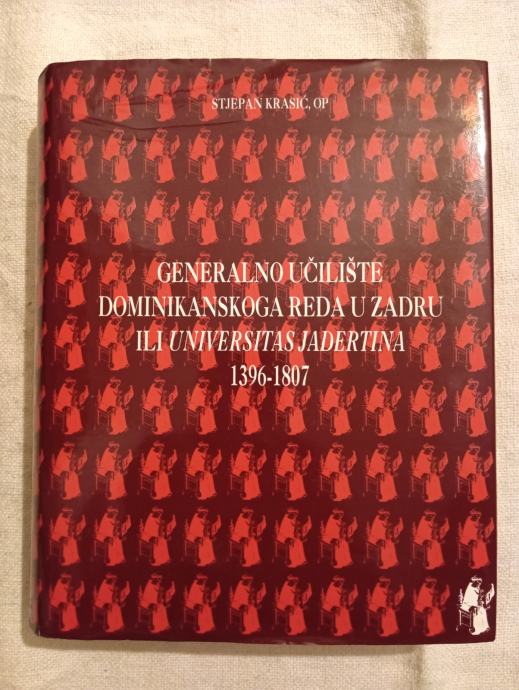 STJEPAN KRASIĆ, OP
GENERALNO UČILIŠTE
DOMINIKANSKOGA REDA U ZADRU
ILI UNIVERSITAS JADERTINA
1396-1807